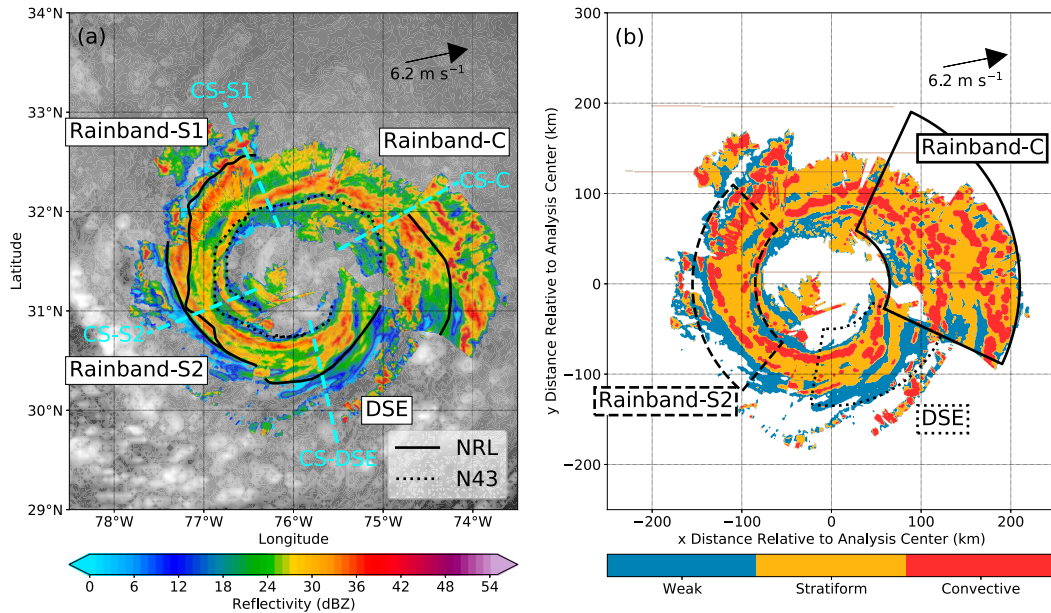 (a)
6.2 m s⁻¹
CS-S1
Rainband-S1
Rainband-C
CS-C
CS-S2
Rainband-S2
DSE
CS-DSE
NRL
N43
34°N
33°N
32°N
31°N
30°N
29°N
Latitude
78°W 77°W 76°W 75°W 74°W
Longitude
0 6 12 18 24 30 36 42 48 54
Reflectivity (dBZ)
(b)
6.2 m s⁻¹
Rainband-C
Rainband-S2
DSE
300
200
100
0
−100
−200
y Distance Relative to Analysis Center (km)
−200 −100 0 100 200
x Distance Relative to Analysis Center (km)
Weak Stratiform Convective